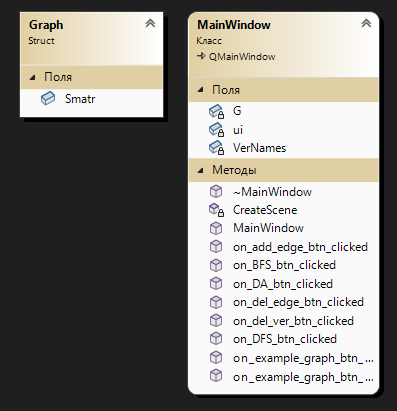 Graph
Struct
Поля
Smatr
MainWindow
Класс
QMainWindow
Поля
G
ui
VerNames
Методы
~MainWindow
CreateScene
MainWindow
on_add_edge_btn_clicked
on_BFS_btn_clicked
on_DA_btn_clicked
on_del_edge_btn_clicked
on_del_ver_btn_clicked
on_DFS_btn_clicked
on_example_graph_btn_ ...
on_example_graph_btn_ ...